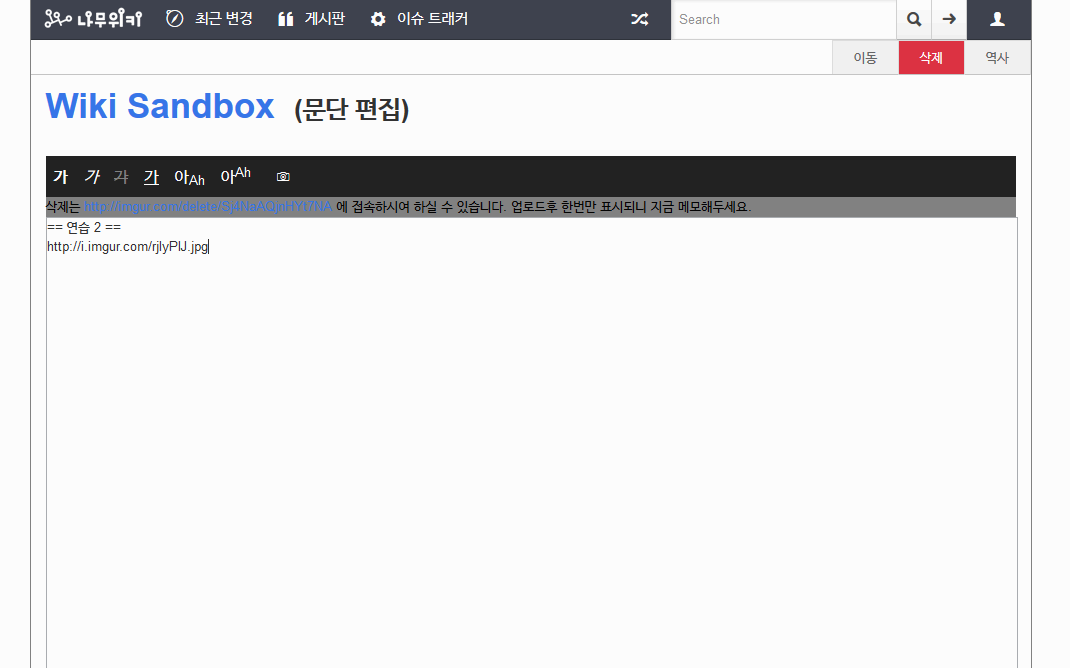 나무위키 최근 변경 게시판 이슈 트래커 Search
이동 삭제 역사
Wiki Sandbox (문단 편집)
가 가 가 가 아Ah 아Ah
삭제는 http://imgur.com/delete/Sj4NaAQjnHYt7NA 에 접속하시여 하실 수 있습니다. 업로드후 한번만 표시되니 지금 메모해두세요.
== 연습 2 ==
http://i.imgur.com/rjlyPlJ.jpg